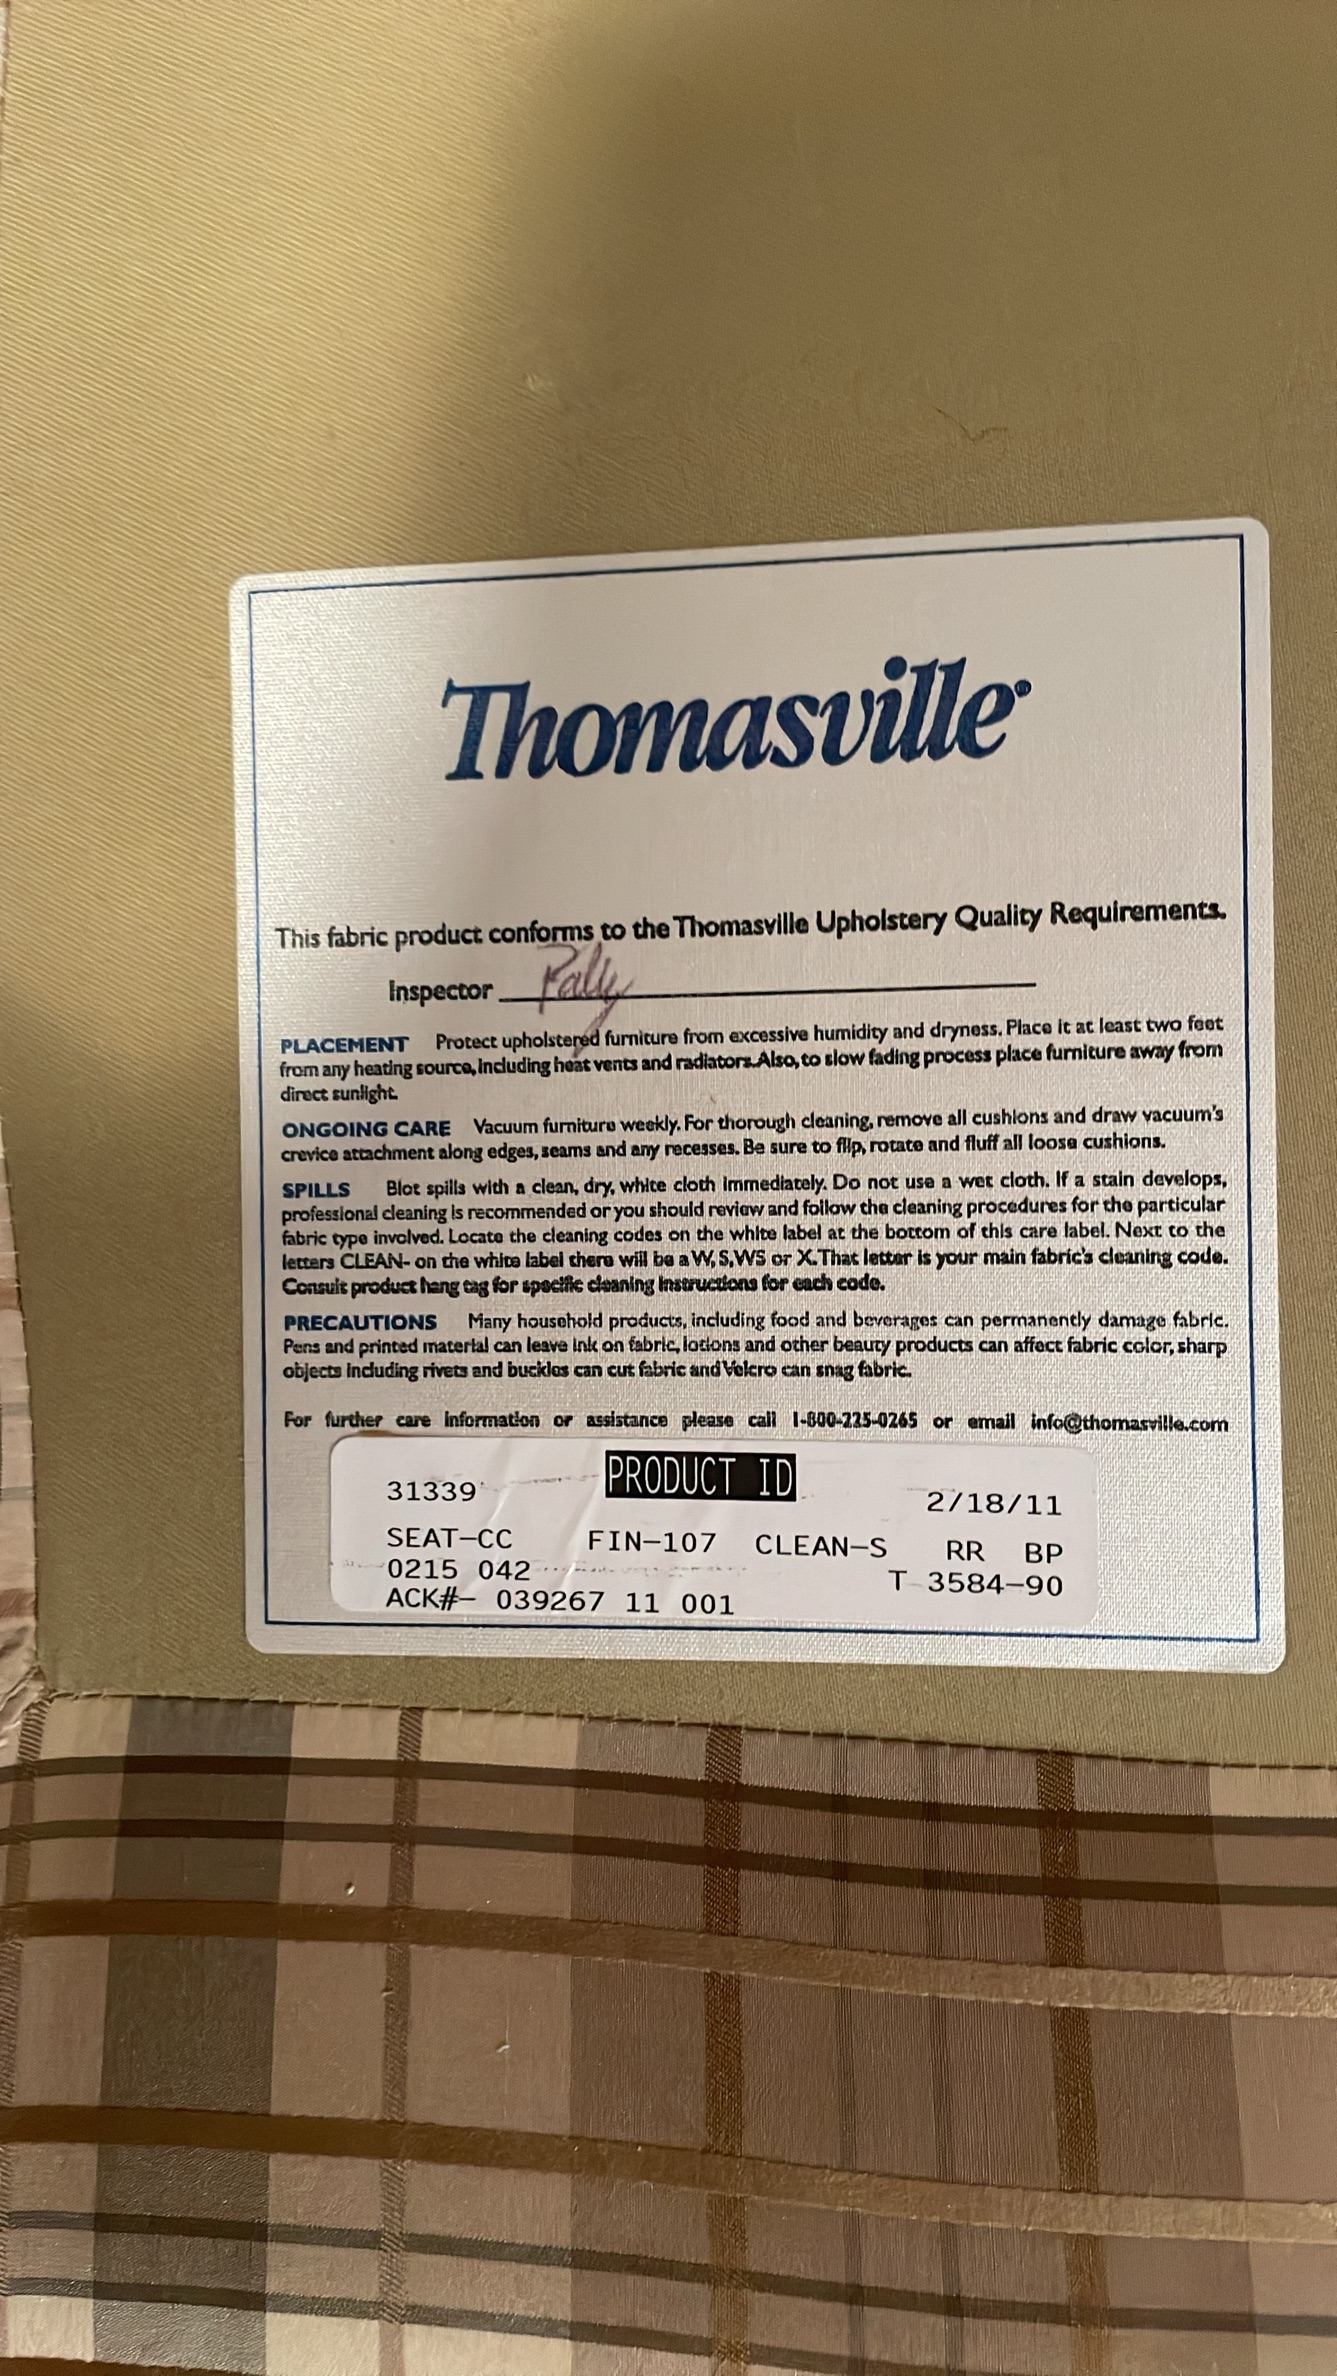 Thomasville®
This fabric product conforms to the Thomasville Upholstery Quality Requirements.
Inspector
PLACEMENT Protect upholstered furniture from excessive humidity and dryness. Place it at least two feet
from any heating source, including heat vents and radiators. Also, to slow fading process place furniture away from
direct sunlight.
ONGOING CARE Vacuum furniture weekly. For thorough cleaning, remove all cushions and draw vacuum's
crevice attachment along edges, seams and any recesses. Be sure to flip, rotate and fluff all loose cushions.
SPILLS Blot spills with a clean, dry, white cloth immediately. Do not use a wet cloth. If a stain develops,
professional cleaning is recommended or you should review and follow the cleaning procedures for the particular
fabric type involved. Locate the cleaning codes on the white label at the bottom of this care label. Next to the
letters CLEAN- on the white label there will be a W, S, WS or X. That letter is your main fabric's cleaning code.
Consult product hang tag for specific cleaning instructions for each code.
PRECAUTIONS Many household products, including food and beverages can permanently damage fabric.
Pens and printed material can leave ink on fabric, lotions and other beauty products can affect fabric color, sharp
objects including rivets and buckles can cut fabric and Velcro can snag fabric.
For further care information or assistance please call 1-800-225-0265 or email info@thomasville.com
31339 PRODUCT ID 2/18/11
SEAT-CC FIN-107 CLEAN-S RR BP
0215 042 T 3584-90
ACK#- 039267 11 001